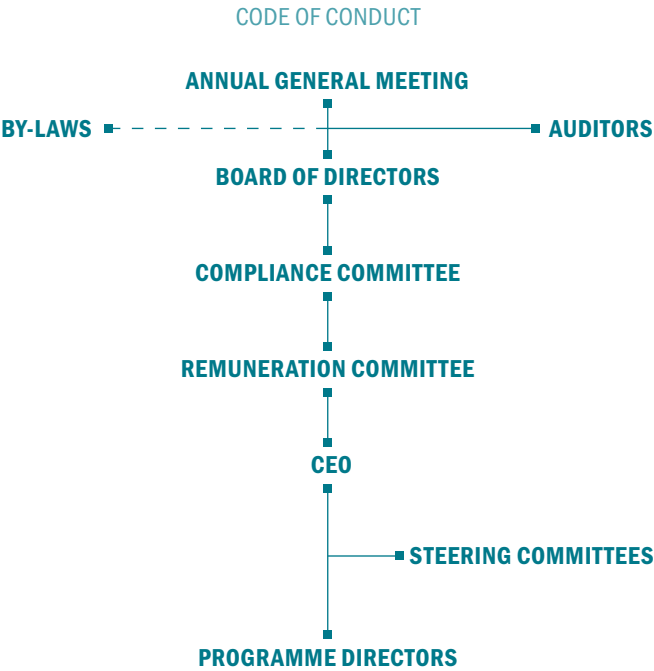 CODE OF CONDUCT
ANNUAL GENERAL MEETING
BY-LAWS
AUDITORS
BOARD OF DIRECTORS
COMPLIANCE COMMITTEE
REMUNERATION COMMITTEE
CEO
STEERING COMMITTEES
PROGRAMME DIRECTORS